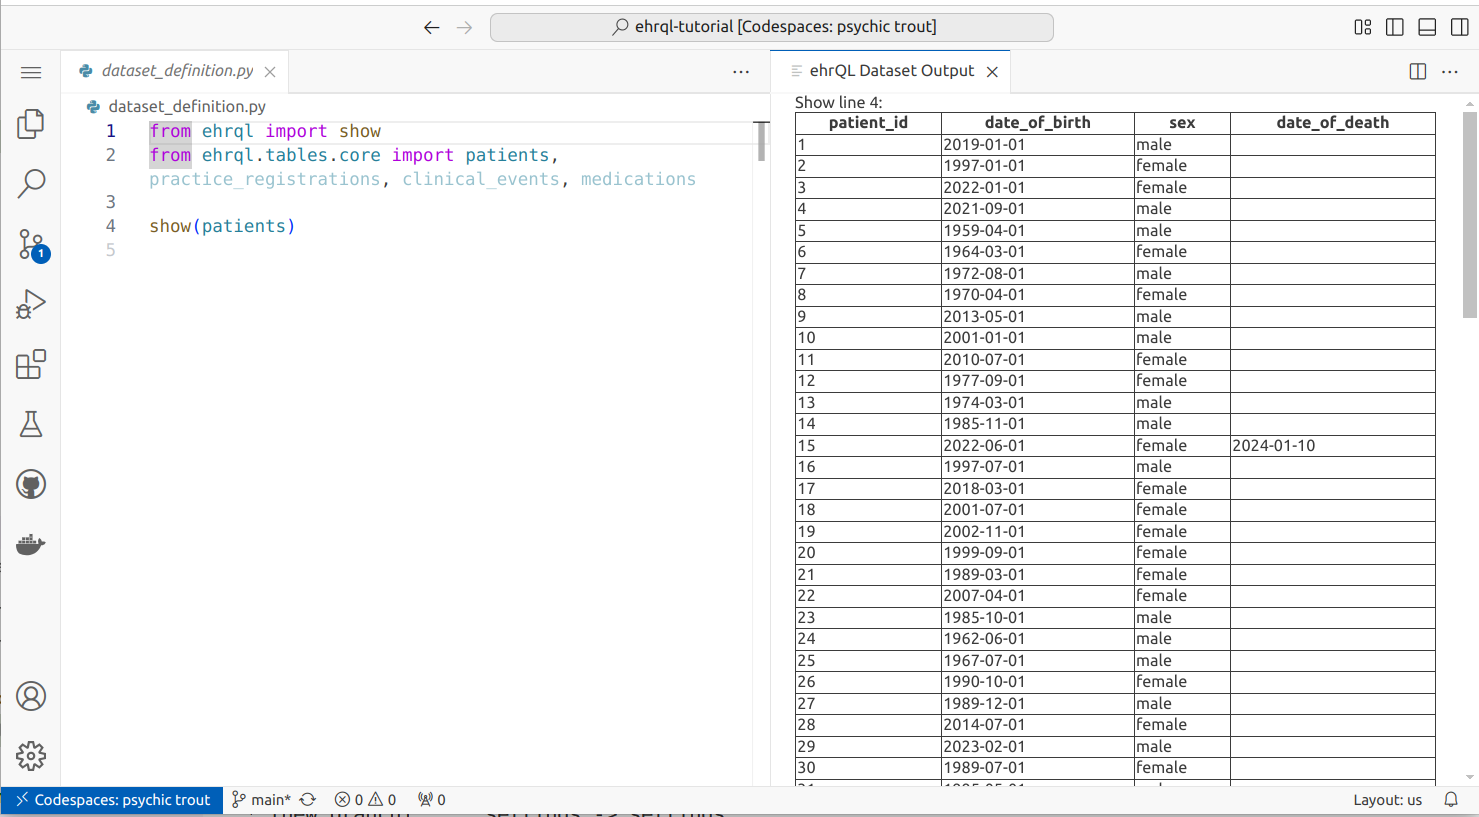 ehrql-tutorial [Codespaces: psychic trout]
dataset_definition.py
ehrQL Dataset Output
dataset_definition.py
1 from ehrql import show
2 from ehrql.tables.core import patients,
practice_registrations, clinical_events, medications
3
4 show(patients)
5
1
Show line 4:
patient_id date_of_birth sex date_of_death
1 2019-01-01 male
2 1997-01-01 female
3 2022-01-01 female
4 2021-09-01 male
5 1959-04-01 male
6 1964-03-01 female
7 1972-08-01 male
8 1970-04-01 female
9 2013-05-01 male
10 2001-01-01 male
11 2010-07-01 female
12 1977-09-01 female
13 1974-03-01 male
14 1985-11-01 male
15 2022-06-01 female 2024-01-10
16 1997-07-01 male
17 2018-03-01 female
18 2001-07-01 female
19 2002-11-01 female
20 1999-09-01 female
21 1989-03-01 female
22 2007-04-01 female
23 1985-10-01 male
24 1962-06-01 male
25 1967-07-01 male
26 1990-10-01 female
27 1989-12-01 male
28 2014-07-01 female
29 2023-02-01 male
30 1989-07-01 female
Codespaces: psychic trout main* 0 0 0 Layout: us